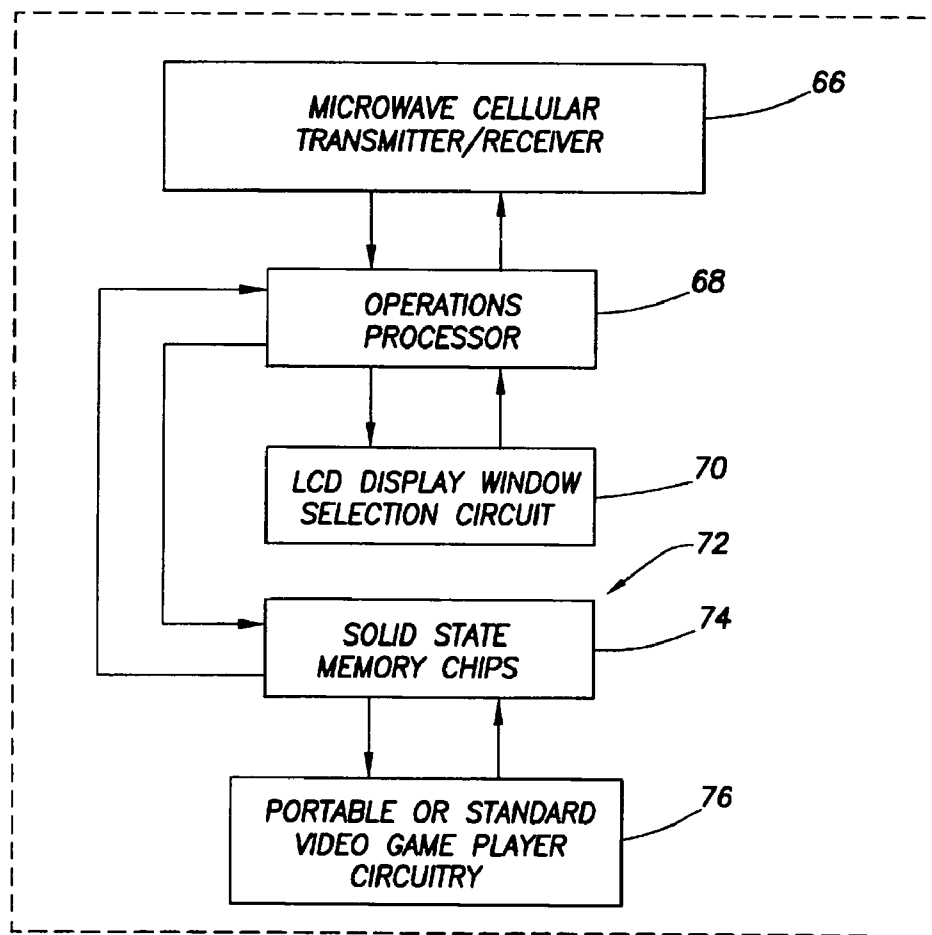 MICROWAVE CELLULAR
TRANSMITTER/RECEIVER
66
OPERATIONS
PROCESSOR
68
LCD DISPLAY WINDOW
SELECTION CIRCUIT
70
72
SOLID STATE
MEMORY CHIPS
74
PORTABLE OR STANDARD
VIDEO GAME PLAYER
CIRCUITRY
76